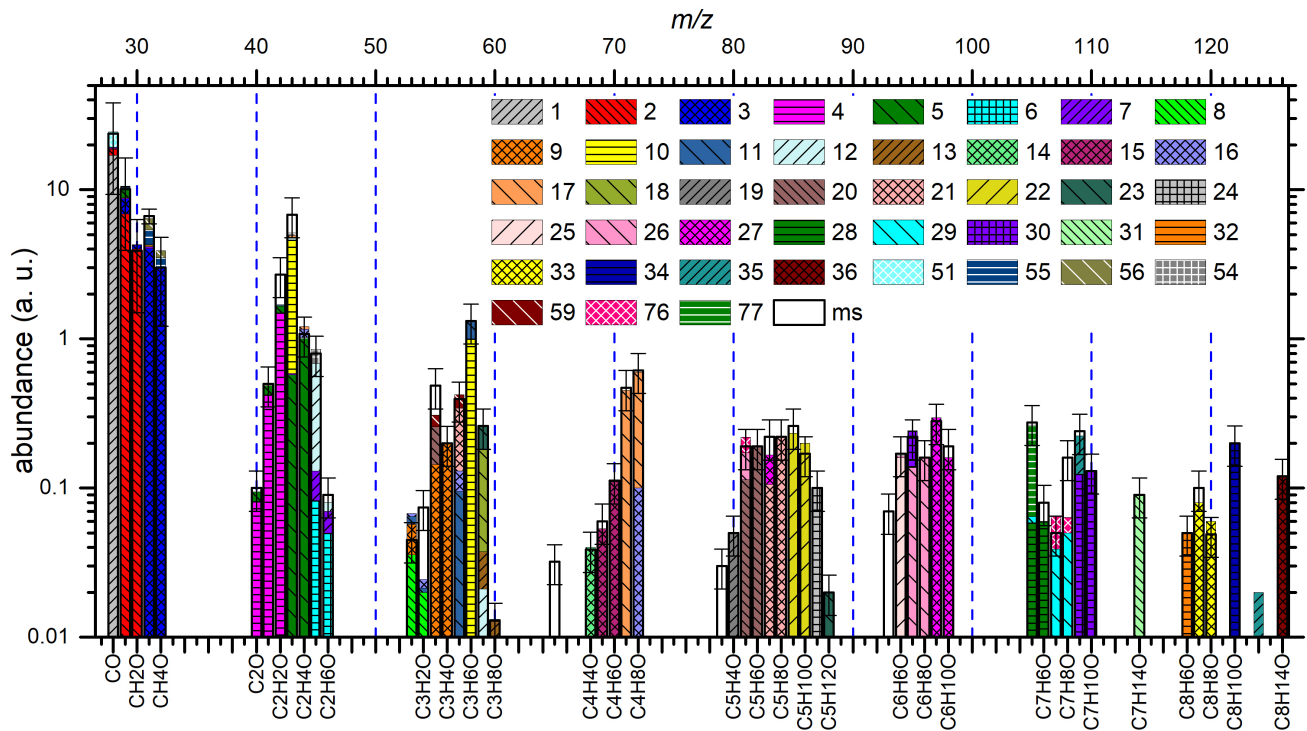 m/z
30 40 50 60 70 80 90 100 110 120
abundance (a. u.)
10
1
0.1
0.01
1 2 3 4 5 6 7 8
9 10 11 12 13 14 15 16
17 18 19 20 21 22 23 24
25 26 27 28 29 30 31 32
33 34 35 36 51 55 56 54
59 76 77 ms
CO
CH2O
CH4O
C2O
C2H2O
C2H4O
C2H6O
C3H2O
C3H4O
C3H6O
C3H8O
C4H4O
C4H6O
C4H8O
C5H4O
C5H6O
C5H8O
C5H10O
C5H12O
C6H6O
C6H8O
C6H10O
C7H6O
C7H8O
C7H10O
C7H14O
C8H6O
C8H8O
C8H10O
C8H14O